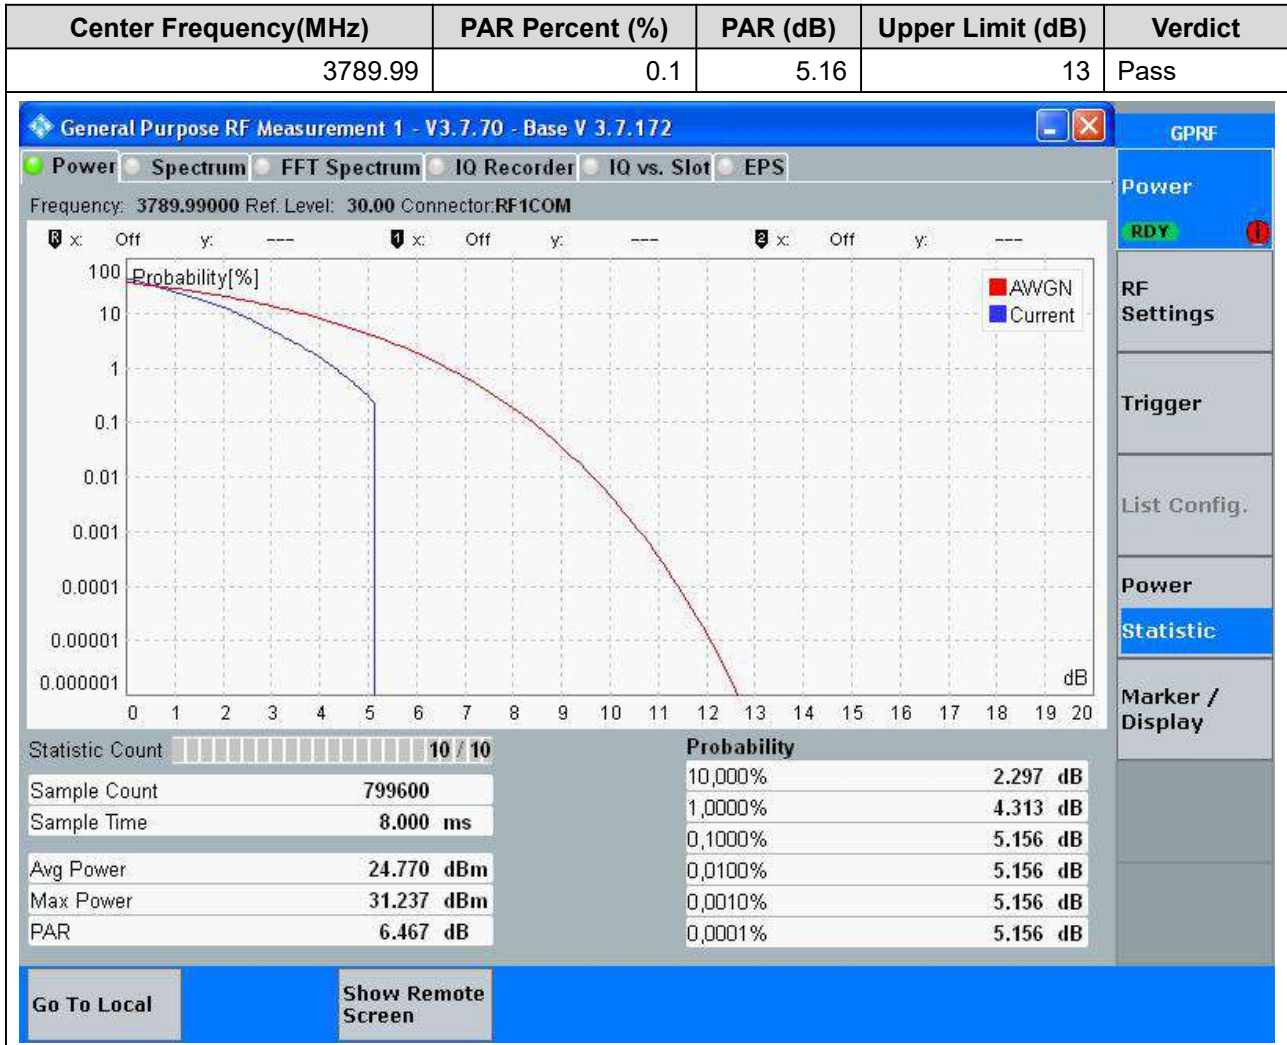 Center Frequency(MHz) PAR Percent (%) PAR (dB) Upper Limit (dB) Verdict
3789.99 0.1 5.16 13 Pass
General Purpose RF Measurement 1 - V3.7.70 - Base V 3.7.172
GPRF
Power Spectrum FFT Spectrum IQ Recorder IQ vs. Slot EPS
Frequency: 3789.99000 Ref. Level: 30.00 Connector:RF1COM
R x: Off y: --- 1 x: Off y: --- 2 x: Off y: ---
Probability[%]
AWGN
Current
100
10
1
0.1
0.01
0.001
0.0001
0.00001
0.000001
dB
0 1 2 3 4 5 6 7 8 9 10 11 12 13 14 15 16 17 18 19 20
Statistic Count 10 / 10
Sample Count 799600
Sample Time 8.000 ms
Avg Power 24.770 dBm
Max Power 31.237 dBm
PAR 6.467 dB
Probability
10,000% 2.297 dB
1,0000% 4.313 dB
0,1000% 5.156 dB
0,0100% 5.156 dB
0,0010% 5.156 dB
0,0001% 5.156 dB
Power
RDY i
RF
Settings
Trigger
List Config.
Power
Statistic
Marker /
Display
Go To Local
Show Remote
Screen